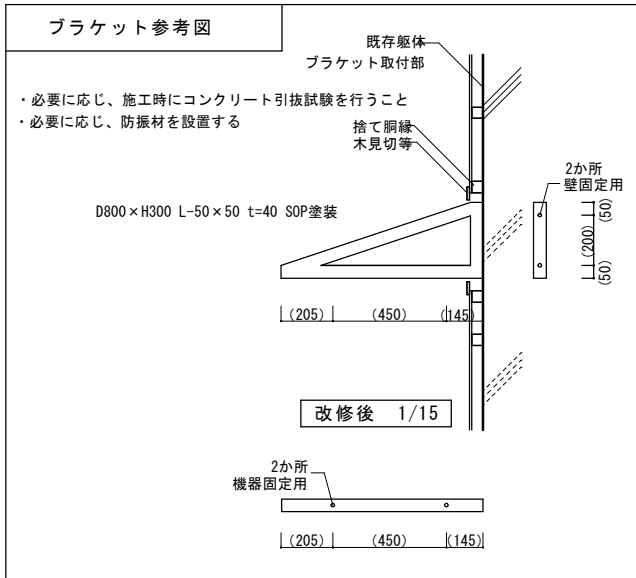 ブラケット参考図
既存躯体
ブラケット取付部
・必要に応じ、施工時にコンクリート引抜試験を行うこと
・必要に応じ、防振材を設置する
捨て胴縁
木見切等
2か所
壁固定用
D800×H300 L-50×50 t=40 SOP塗装
(50)
(200)
(50)
(205)
(450)
(145)
改修後 1/15
2か所
機器固定用
(205)
(450)
(145)